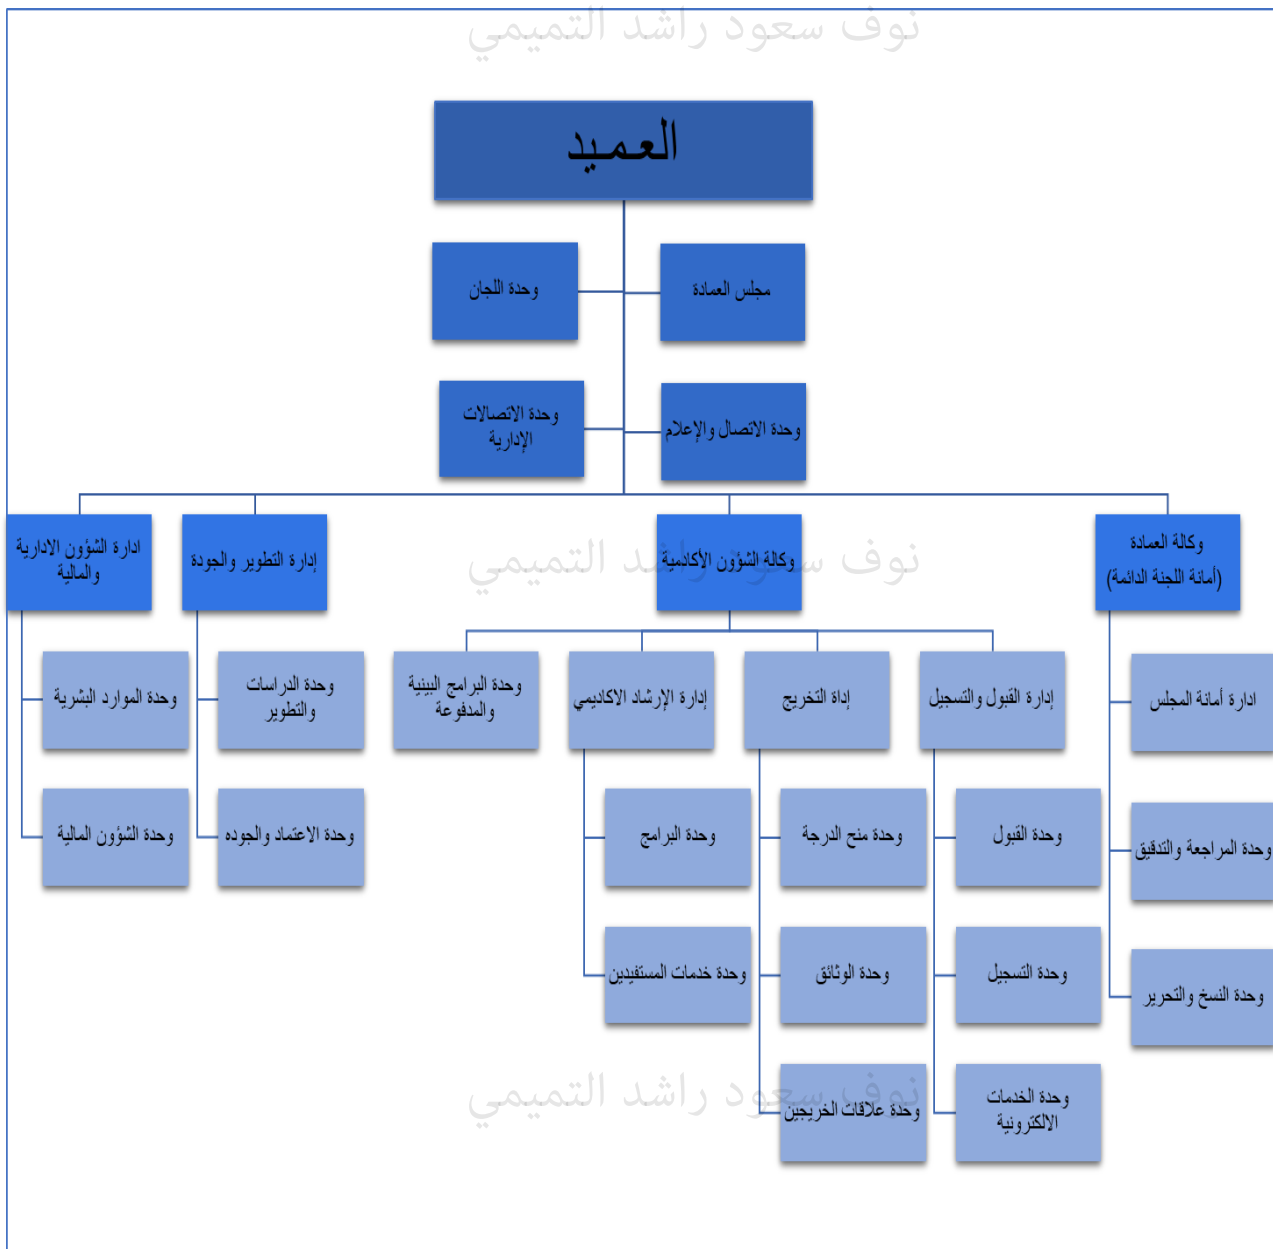 نوف سعود راشد التميمي
العميد
مجلس العمادة
وحدة اللجان
وحدة الاتصال والإعلام
وحدة الاتصالات
الإدارية
وكالة العمادة
(أمانة اللجنة الدائمة)
وكالة الشؤون الأكادمية
إدارة التطوير والجودة
ادارة الشؤون الادارية
والمالية
نوف سعود راشد التميمي
ادارة أمانة المجلس
إدارة القبول والتسجيل
إداة التخريج
إدارة الإرشاد الاكاديمي
وحدة البرامج البينية
والمدفوعة
وحدة الدراسات
والتطوير
وحدة الموارد البشرية
وحدة المراجعة والتدقيق
وحدة القبول
وحدة منح الدرجة
وحدة البرامج
وحدة الاعتماد والجوده
وحدة الشؤون المالية
وحدة النسخ والتحرير
وحدة التسجيل
وحدة الوثائق
وحدة خدمات المستفيدين
وحدة الخدمات
الالكترونية
وحدة علاقات الخريجين
نوف سعود راشد التميمي